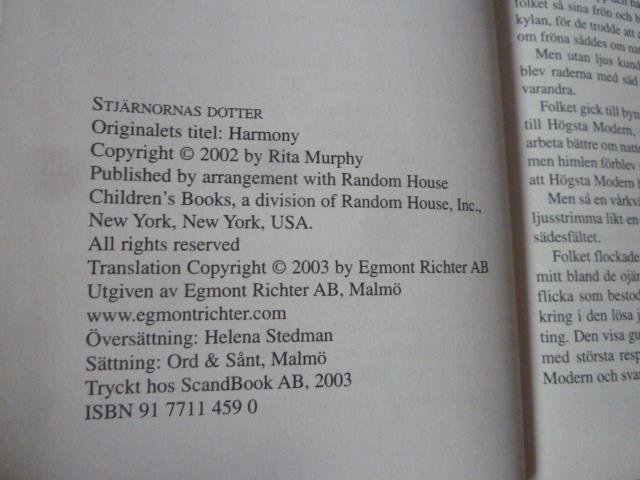 STJÄRNORNAS DOTTER
Originalets titel: Harmony
Copyright © 2002 by Rita Murphy
Published by arrangement with Random House
Children's Books, a division of Random House, Inc.,
New York, New York, USA.
All rights reserved
Translation Copyright © 2003 by Egmont Richter AB
Utgiven av Egmont Richter AB, Malmö
www.egmontrichter.com
Översättning: Helena Stedman
Sättning: Ord & Sånt, Malmö
Tryckt hos ScandBook AB, 2003
ISBN 91 7711 459 0
folket så sina frön och
kylan, för de trodde att
om fröna såddes om
Men utan ljus
blev raderna med säd
varandra.
Folket gick till
till Högsta Modern,
arbeta bättre om
men himlen förblev
att Högsta Modern
Men så en
ljusstrimma likt en
sädesfältet.
Folket flockade
mitt bland de
flicka som
kring i den lösa
ting. Den visa
med största
Modern och